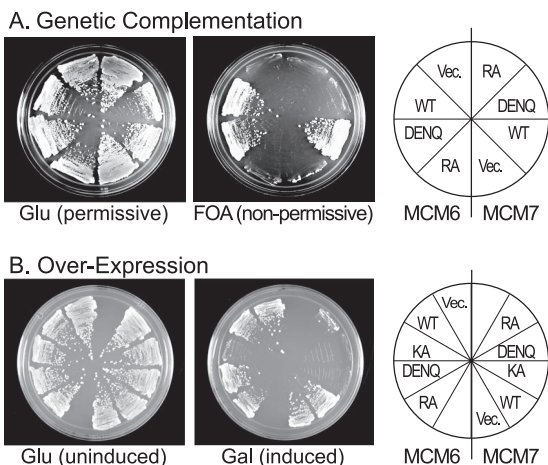 A. Genetic Complementation
Vec. RA
WT DENQ
DENQ WT
RA Vec.
Glu (permissive) FOA (non-permissive) MCM6 MCM7
B. Over-Expression
Vec.
WT RA
KA DENQ
DENQ KA
RA WT
Vec.
Glu (uninduced) Gal (induced) MCM6 MCM7